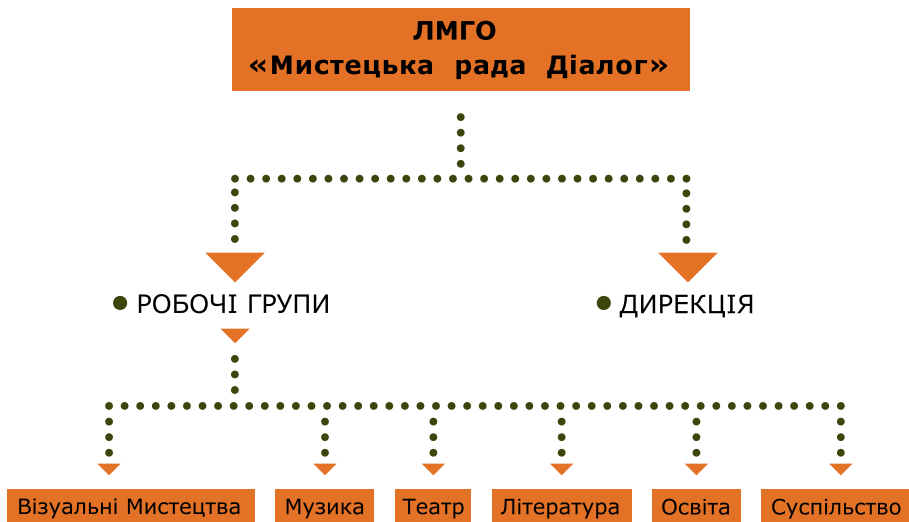 ЛМГО
«Мистецька рада Діалог»
РОБОЧІ ГРУПИ
ДИРЕКЦІЯ
Візуальні Мистецтва
Музика
Театр
Література
Освіта
Суспільство